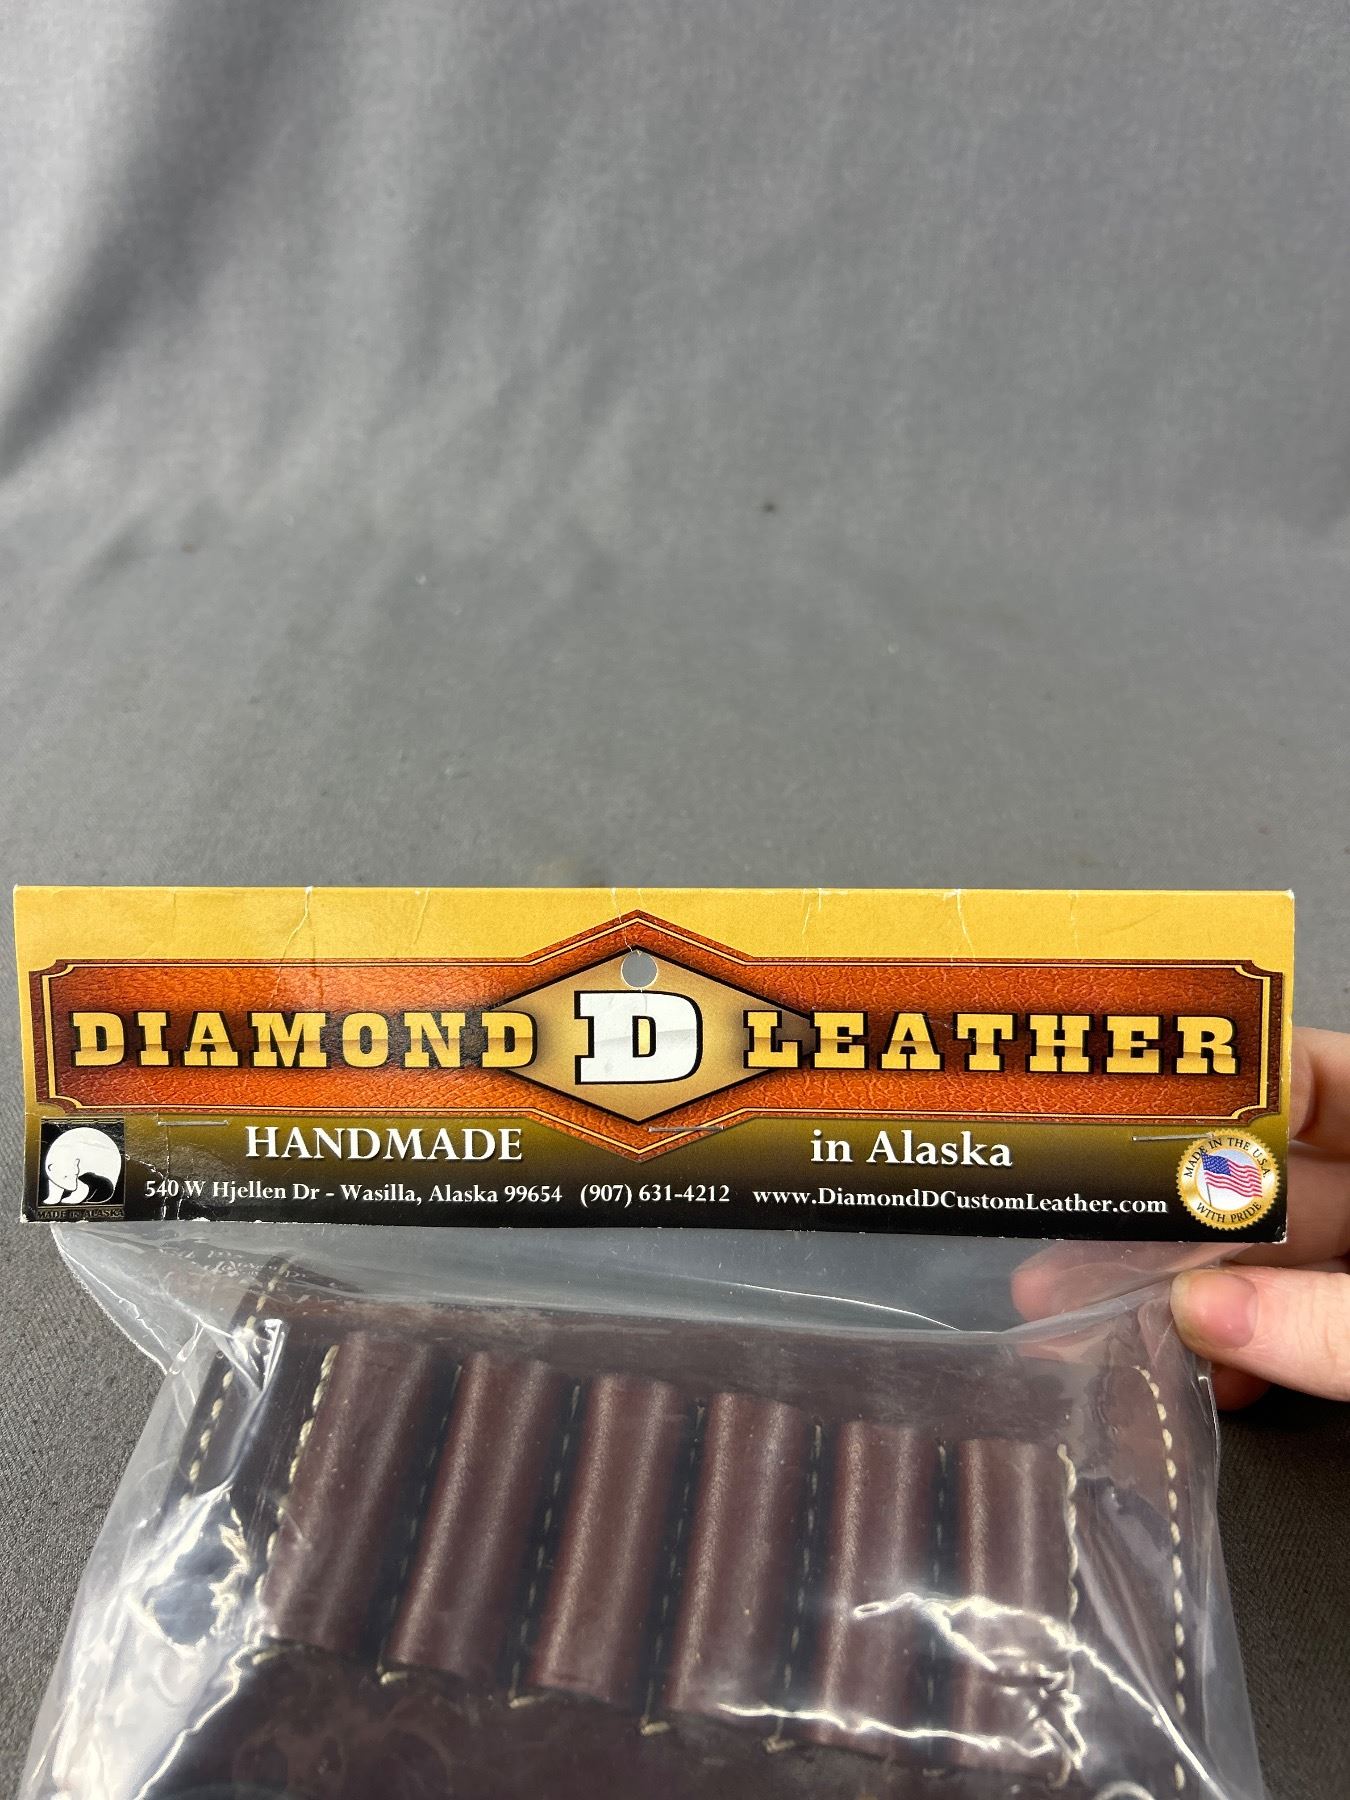 DIAMOND D LEATHER
HANDMADE in Alaska
540 W Hjellen Dr - Wasilla, Alaska 99654 (907) 631-4212 www.DiamondDCustomLeather.com
MADE IN ALASKA
MADE IN THE U.S.A.
WITH PRIDE